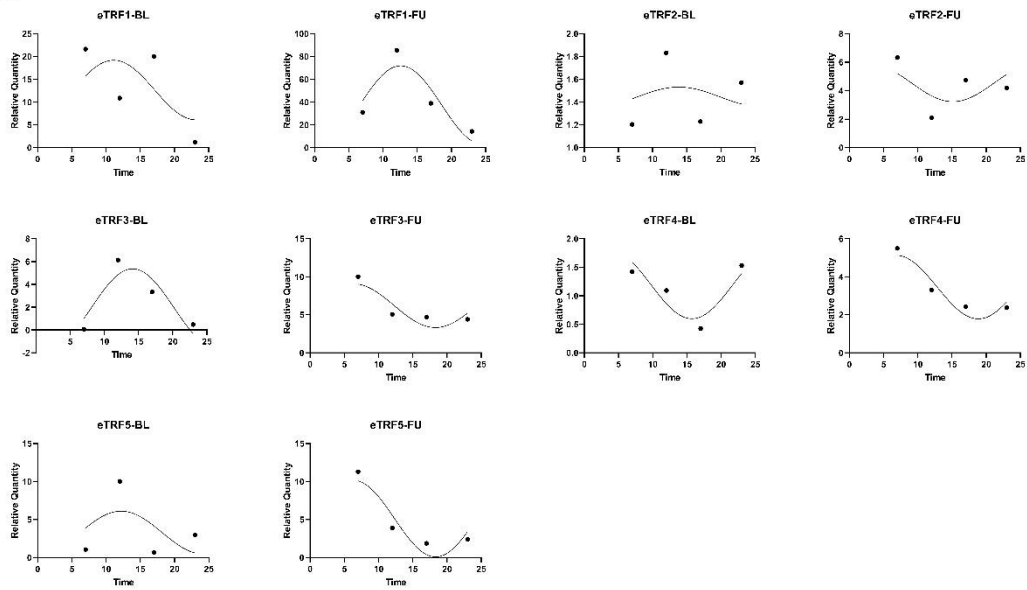 eTRF1-BL
Relative Quantity
25
20
15
10
5
0
0 5 10 15 20 25
Time
eTRF1-FU
Relative Quantity
100
80
60
40
20
0
0 5 10 15 20 25
Time
eTRF2-BL
Relative Quantity
2.0
1.8
1.6
1.4
1.2
1.0
0 5 10 15 20 25
Time
eTRF2-FU
Relative Quantity
8
6
4
2
0
0 5 10 15 20 25
Time
eTRF3-BL
Relative Quantity
8
6
4
2
0
-2
5 10 15 20 25
Time
eTRF3-FU
Relative Quantity
15
10
5
0
0 5 10 15 20 25
Time
eTRF4-BL
Relative Quantity
2.0
1.5
1.0
0.5
0.0
0 5 10 15 20 25
Time
eTRF4-FU
Relative Quantity
6
4
2
0
0 5 10 15 20 25
Time
eTRF5-BL
Relative Quantity
15
10
5
0
0 5 10 15 20 25
Time
eTRF5-FU
Relative Quantity
15
10
5
0
0 5 10 15 20 25
Time